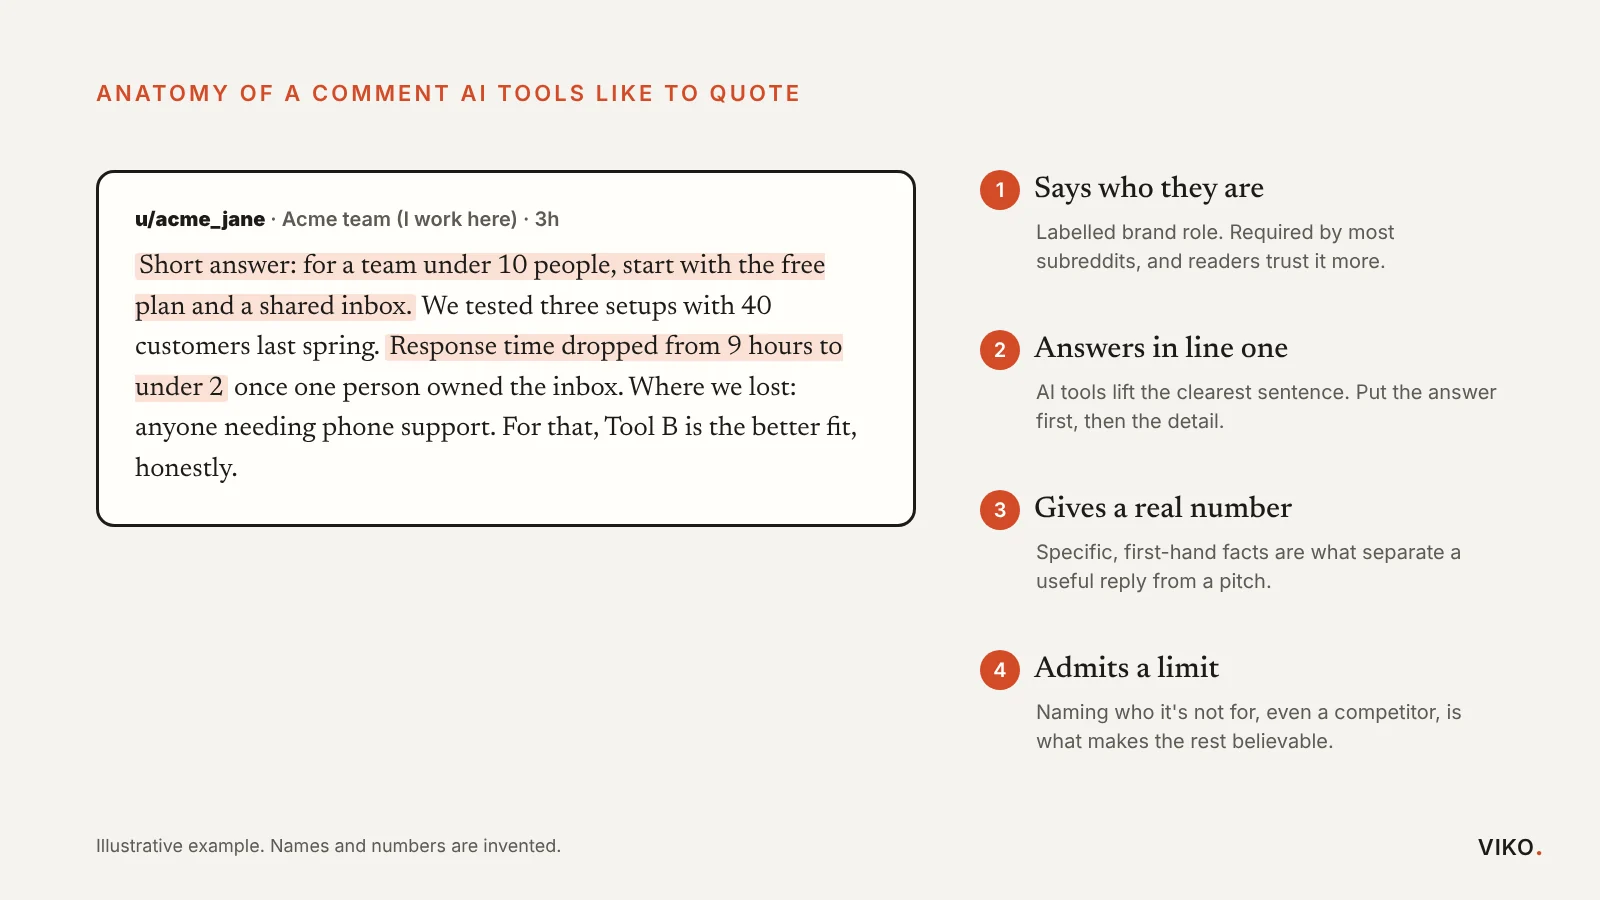 ANATOMY OF A COMMENT AI TOOLS LIKE TO QUOTE
u/acme_jane · Acme team (I work here) · 3h
Short answer: for a team under 10 people, start with the free
plan and a shared inbox. We tested three setups with 40
customers last spring. Response time dropped from 9 hours to
under 2 once one person owned the inbox. Where we lost:
anyone needing phone support. For that, Tool B is the better fit,
honestly.
1 Says who they are
Labelled brand role. Required by most
subreddits, and readers trust it more.
2 Answers in line one
AI tools lift the clearest sentence. Put the answer
first, then the detail.
3 Gives a real number
Specific, first-hand facts are what separate a
useful reply from a pitch.
4 Admits a limit
Naming who it's not for, even a competitor, is
what makes the rest believable.
Illustrative example. Names and numbers are invented.
VIKO.